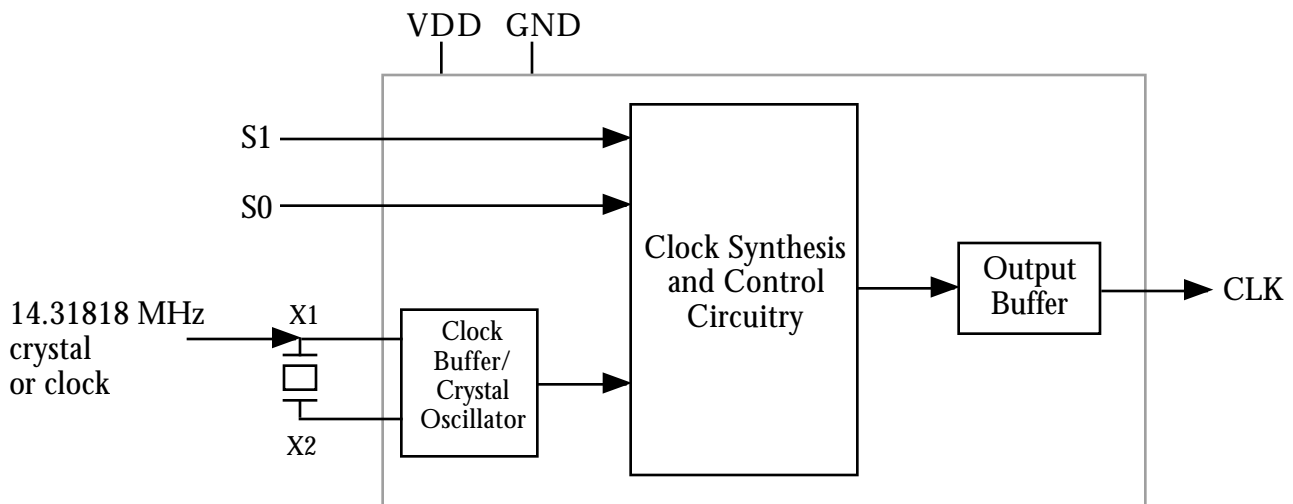 VDD GND
S1
S0
Clock Synthesis
and Control
Circuitry
Output
Buffer
CLK
14.31818 MHz
crystal
or clock
X1
X2
Clock
Buffer/
Crystal
Oscillator